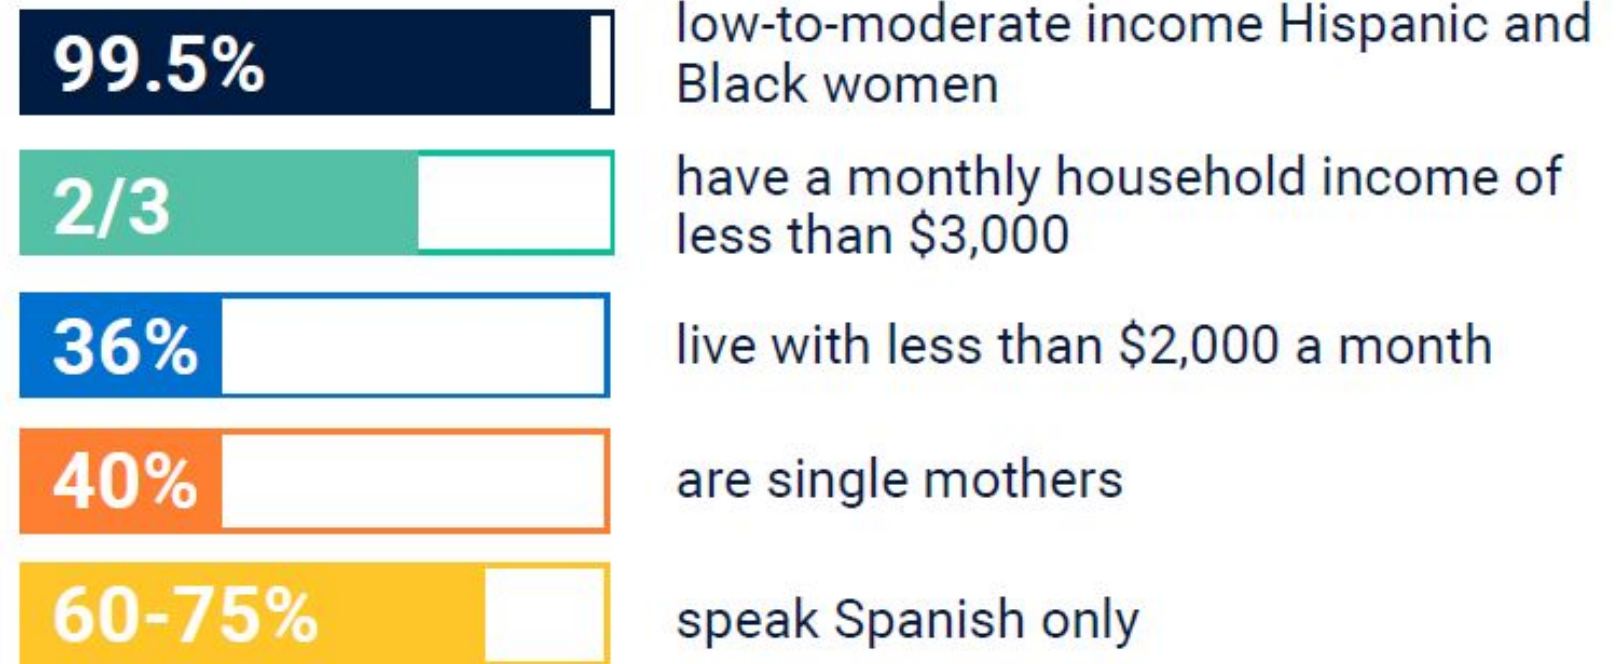 99.5%
low-to-moderate income Hispanic and
Black women
2/3
have a monthly household income of
less than $3,000
36%
live with less than $2,000 a month
40%
are single mothers
60-75%
speak Spanish only